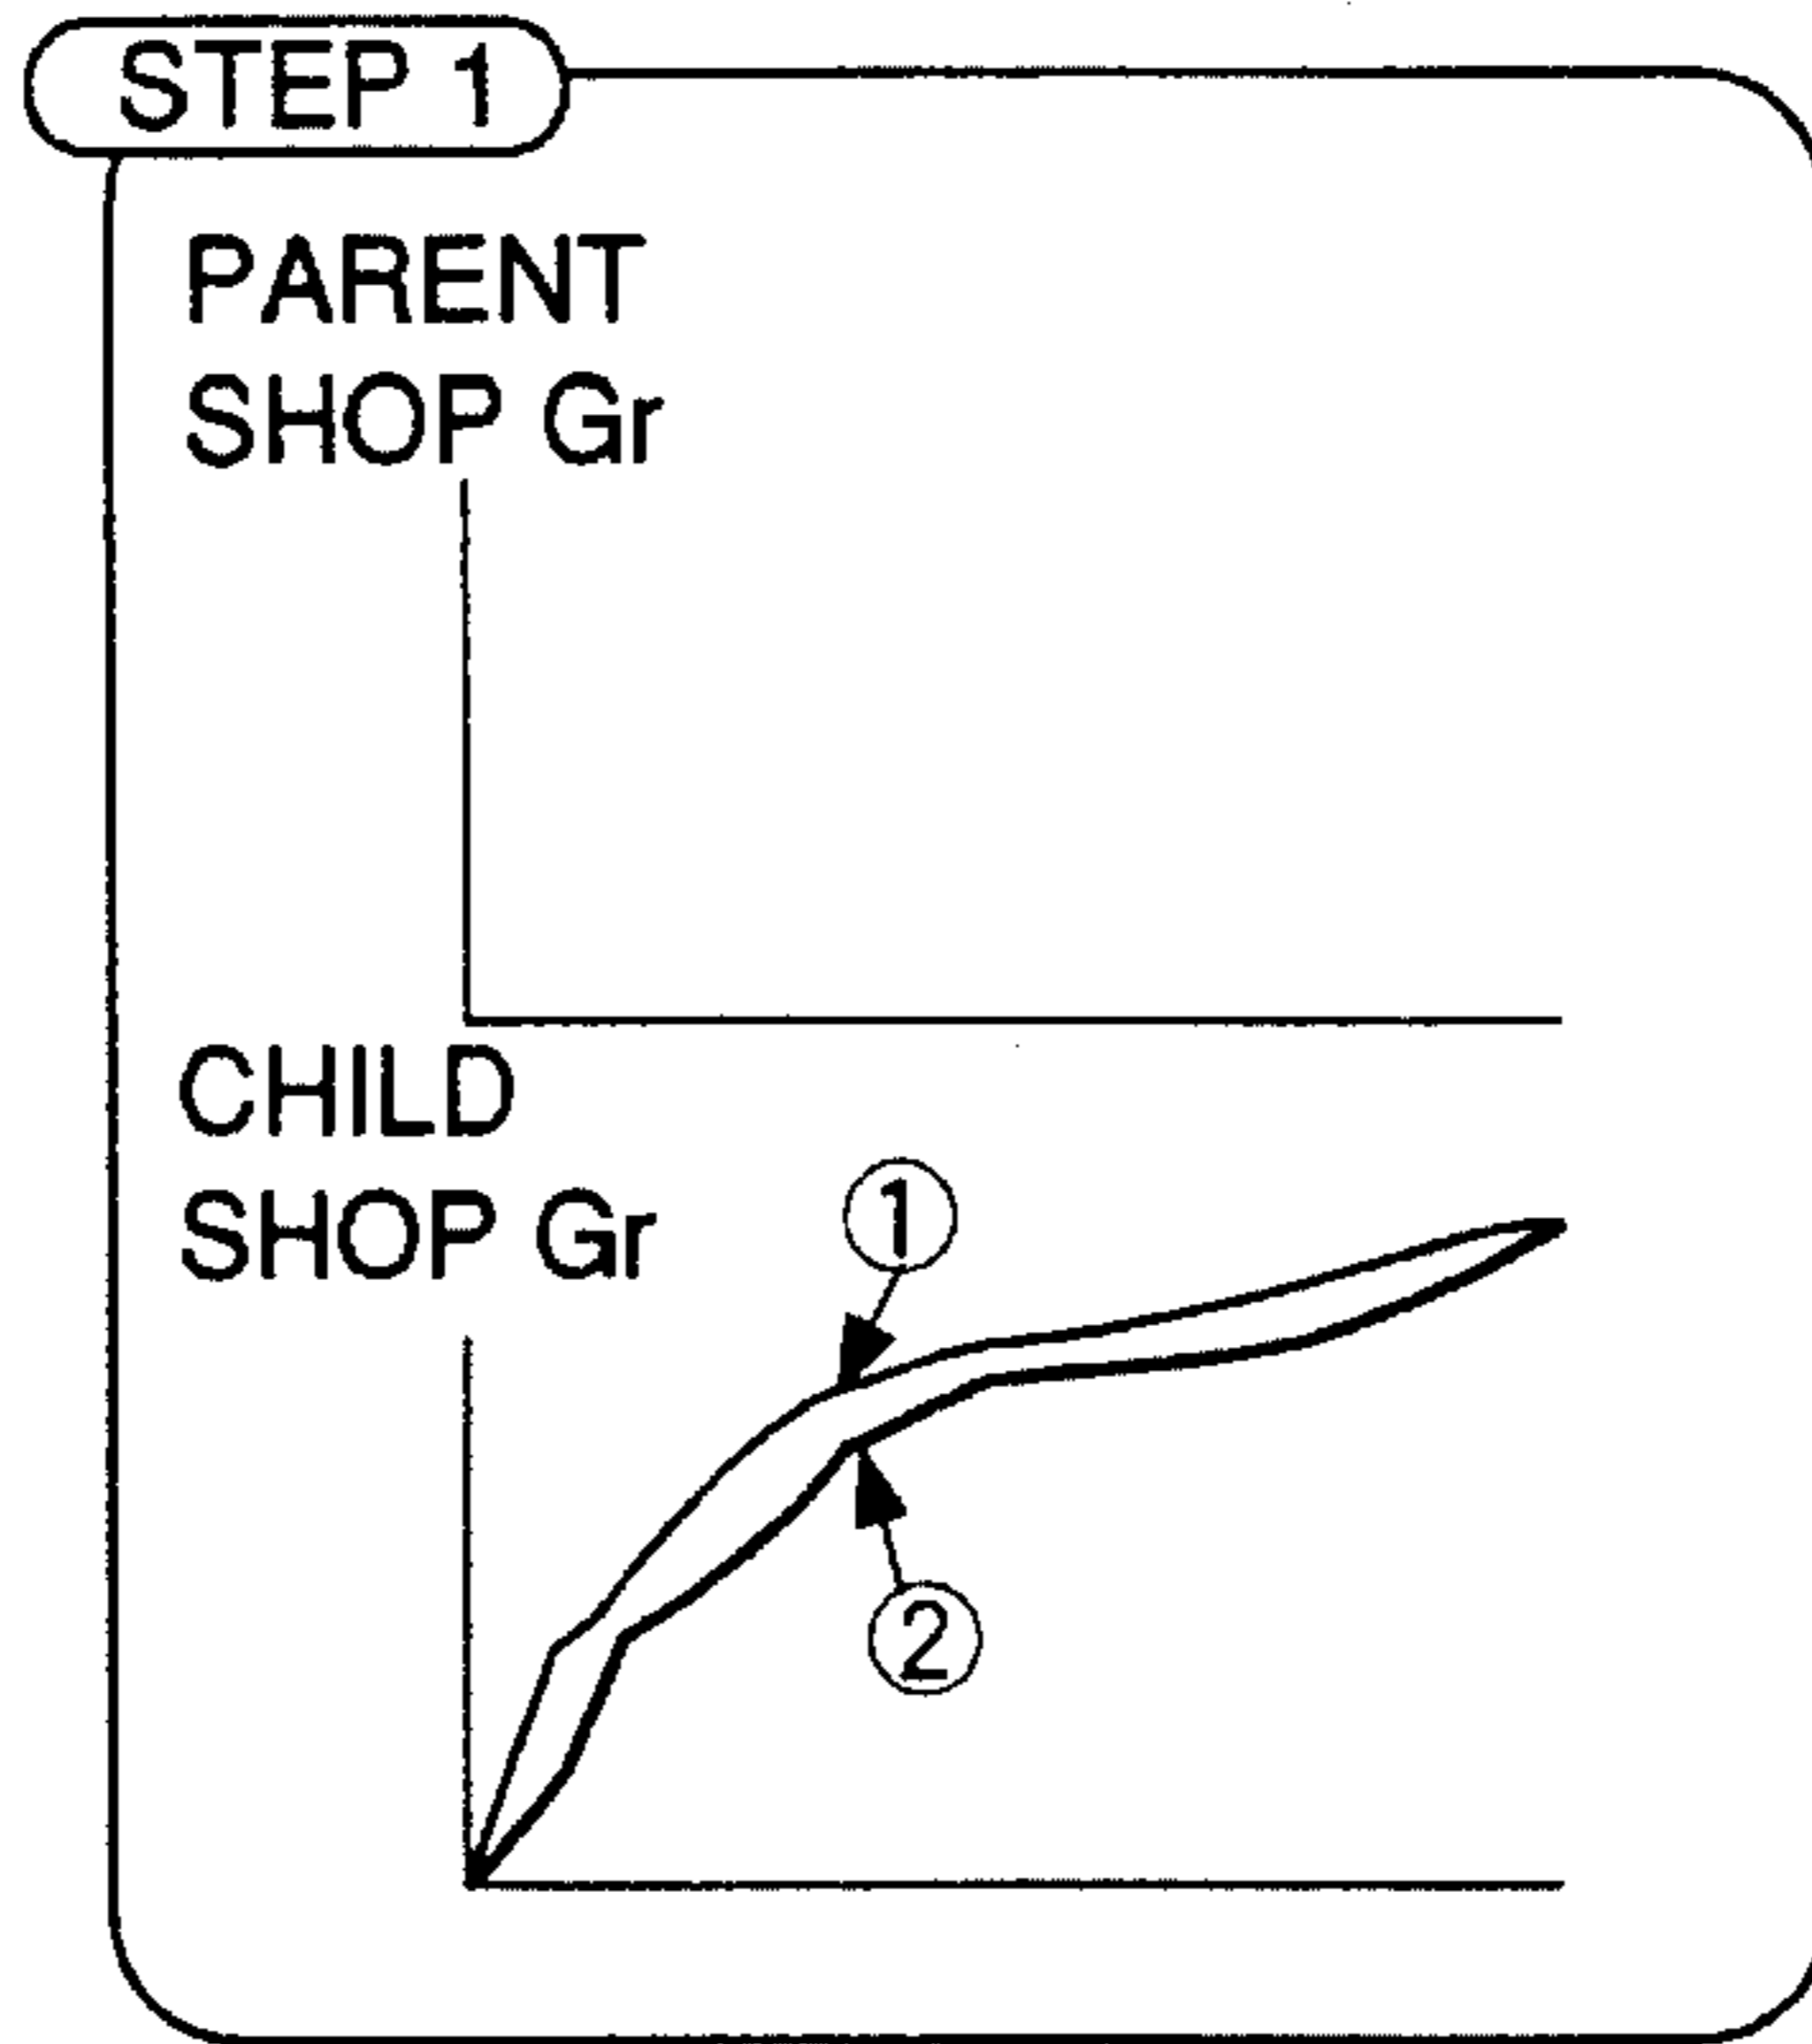 STEP 1
PARENT
SHOP Gr
CHILD
SHOP Gr
①
②